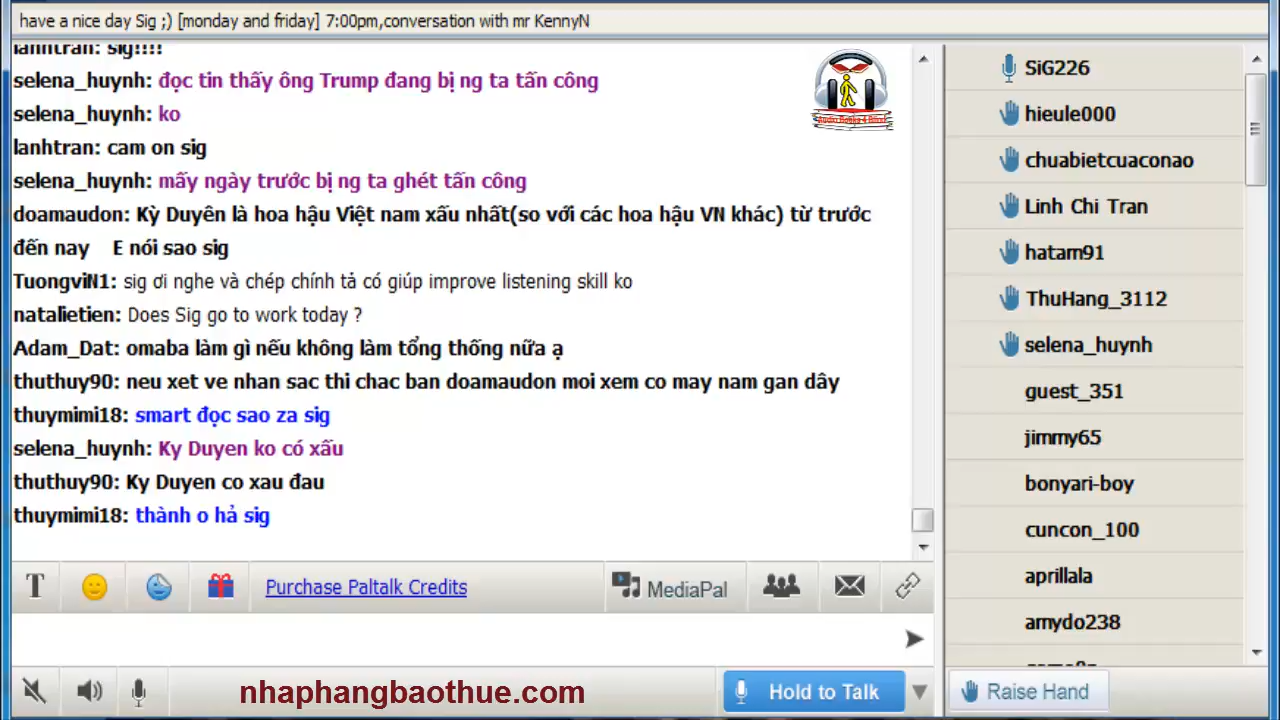 have a nice day Sig ;) [monday and friday] 7:00pm,conversation with mr KennyN
lanhtran: sig!!!!
selena_huynh: đọc tin thấy ông Trump đang bị ng ta tấn công
selena_huynh: ko
lanhtran: cam on sig
selena_huynh: mấy ngày trước bị ng ta ghét tấn công
doamaudon: Kỳ Duyên là hoa hậu Việt nam xấu nhất(so với các hoa hậu VN khác) từ trước
đến nay    E nói sao sig
TuongviN1: sig ơi nghe và chép chính tả có giúp improve listening skill ko
natalietien: Does Sig go to work today ?
Adam_Dat: omaba làm gì nếu không làm tổng thống nữa ạ
thuthuy90: neu xet ve nhan sac thi chac ban doamaudon moi xem co may nam gan dây
thuymimi18: smart đọc sao za sig
selena_huynh: Ky Duyen ko có xấu
thuthuy90: Ky Duyen co xau đau
thuymimi18: thành o hả sig
Audio Books 4 Blind
T
Purchase Paltalk Credits
MediaPal
nhaphangbaothue.com
Hold to Talk
SiG226
hieule000
chuabietcuaconao
Linh Chi Tran
hatam91
ThuHang_3112
selena_huynh
guest_351
jimmy65
bonyari-boy
cuncon_100
aprillala
amydo238
Raise Hand